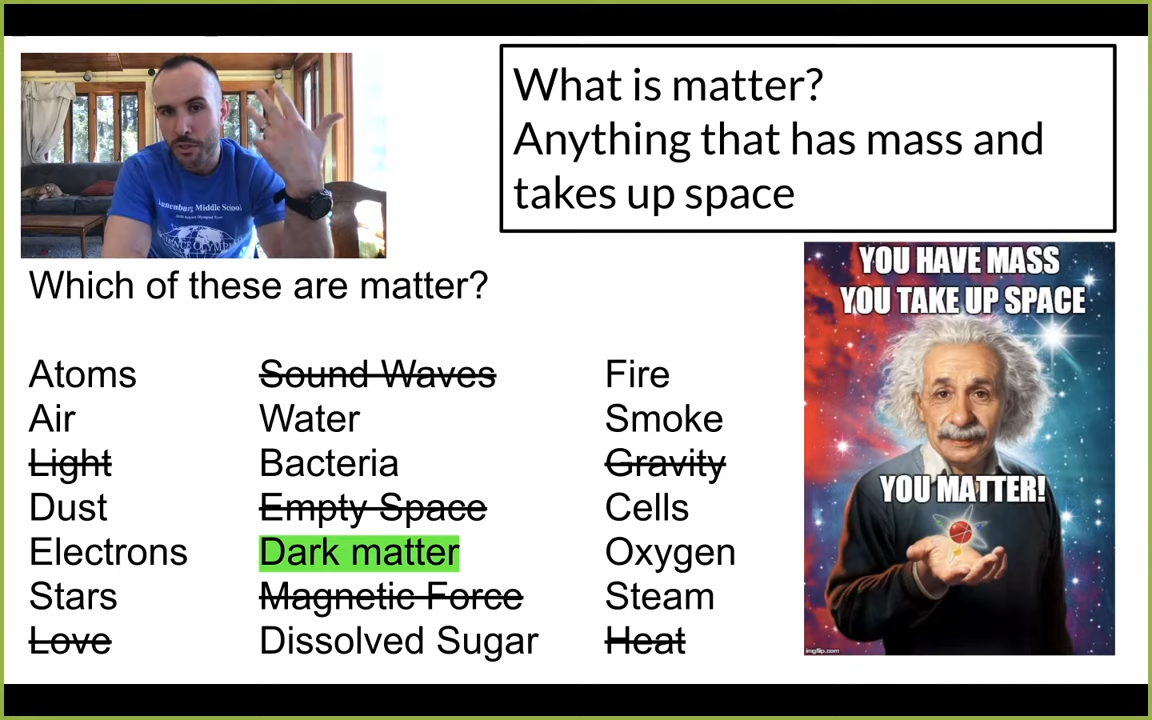 What is matter?
Anything that has mass and
takes up space
Lunenburg Middle School
Which of these are matter?
Atoms
Air
Light
Dust
Electrons
Stars
Love
Sound Waves
Water
Bacteria
Empty Space
Dark matter
Magnetic Force
Dissolved Sugar
Fire
Smoke
Gravity
Cells
Oxygen
Steam
Heat
YOU HAVE MASS
YOU TAKE UP SPACE
YOU MATTER!
imgflip.com